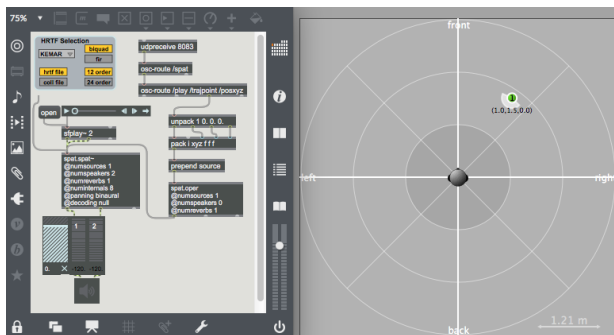 75%
HRTF Selection
KEMAR
biquad
fir
hrtf file
coll file
12 order
24 order
open
sfplay~ 2
spat.spat~
@numsources 1
@numspeakers 2
@numreverbs 1
@numinternals 8
@panning binaural
@decoding null
1 2
0.
-120.
-120.
udpreceive 8083
osc-route /spat
osc-route /play /trajpoint /posxyz
unpack 1 0. 0. 0.
pack i xyz f f f
prepend source
spat.oper
@numsources 1
@numspeakers 0
@numreverbs 1
front
1
(1.0,1.5,0.0)
left
right
back
1.21 m